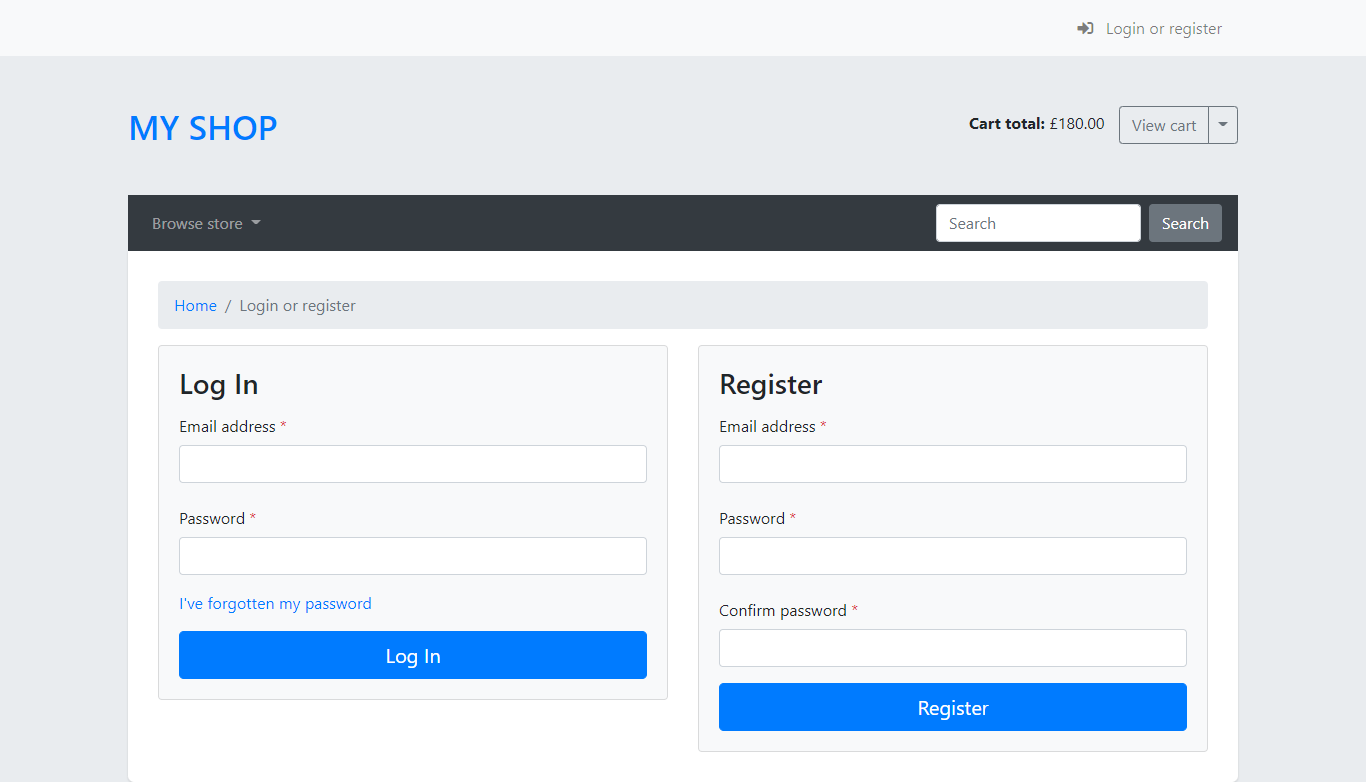 Login or register
MY SHOP
Cart total: £180.00
View cart
Browse store
Search
Search
Home / Login or register
Log In
Email address *
Password *
I've forgotten my password
Log In
Register
Email address *
Password *
Confirm password *
Register